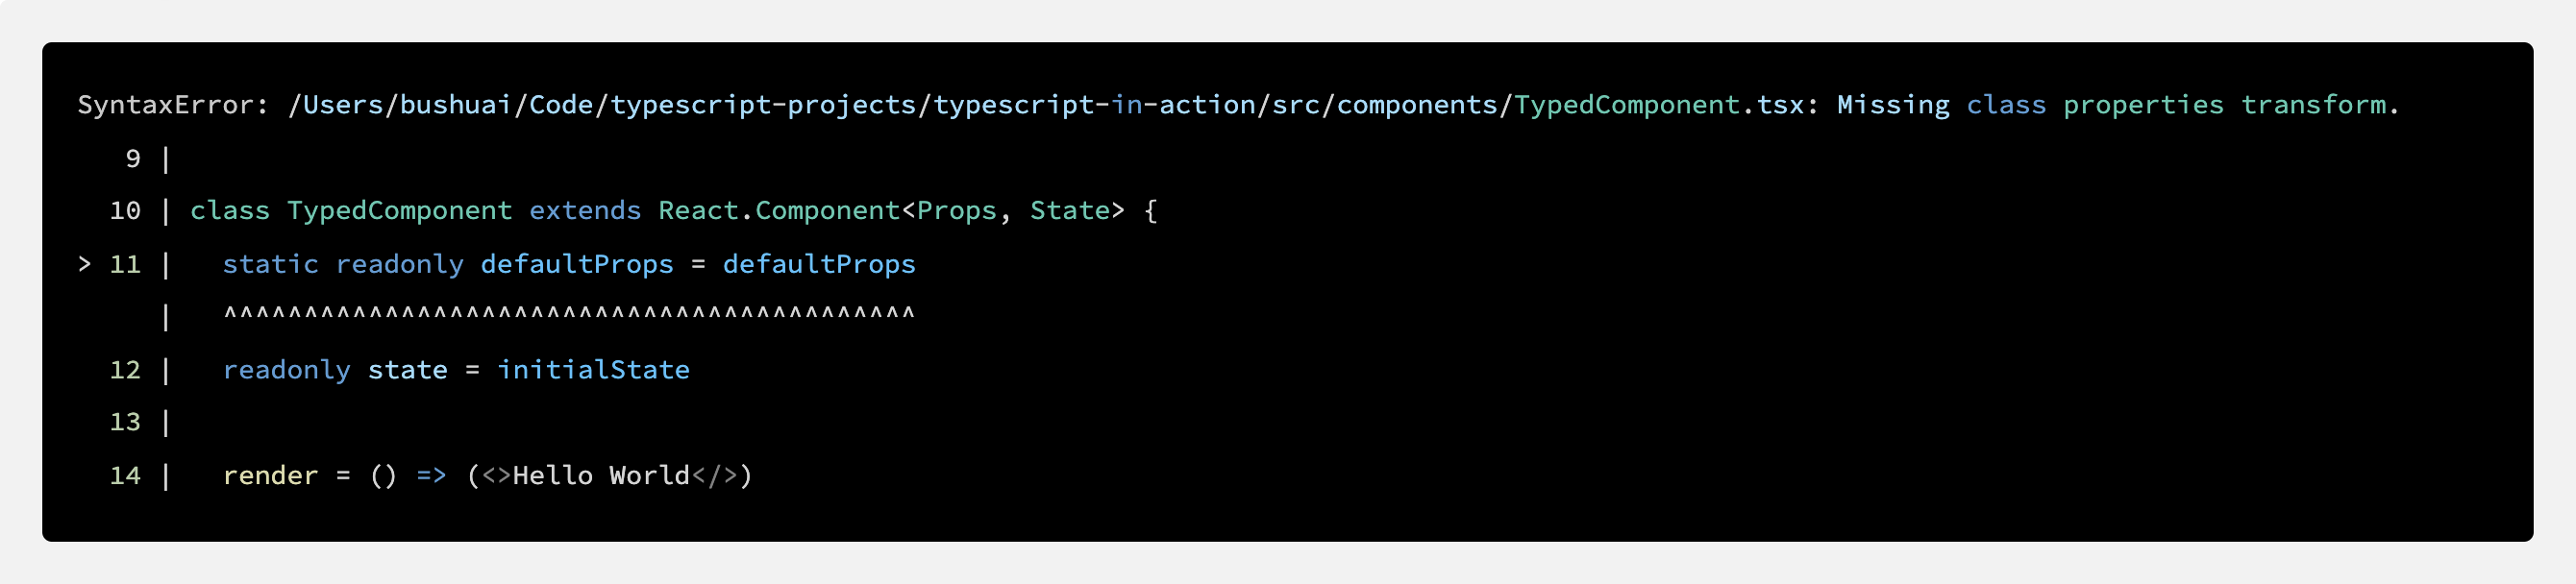 SyntaxError: /Users/bushuai/Code/typescript-projects/typescript-in-action/src/components/TypedComponent.tsx: Missing class properties transform.
   9 |
  10 | class TypedComponent extends React.Component<Props, State> {
> 11 |   static readonly defaultProps = defaultProps
     |   ^^^^^^^^^^^^^^^^^^^^^^^^^^^^^^^^^^^^^^^^^^^
  12 |   readonly state = initialState
  13 |
  14 |   render = () => (<>Hello World</>)